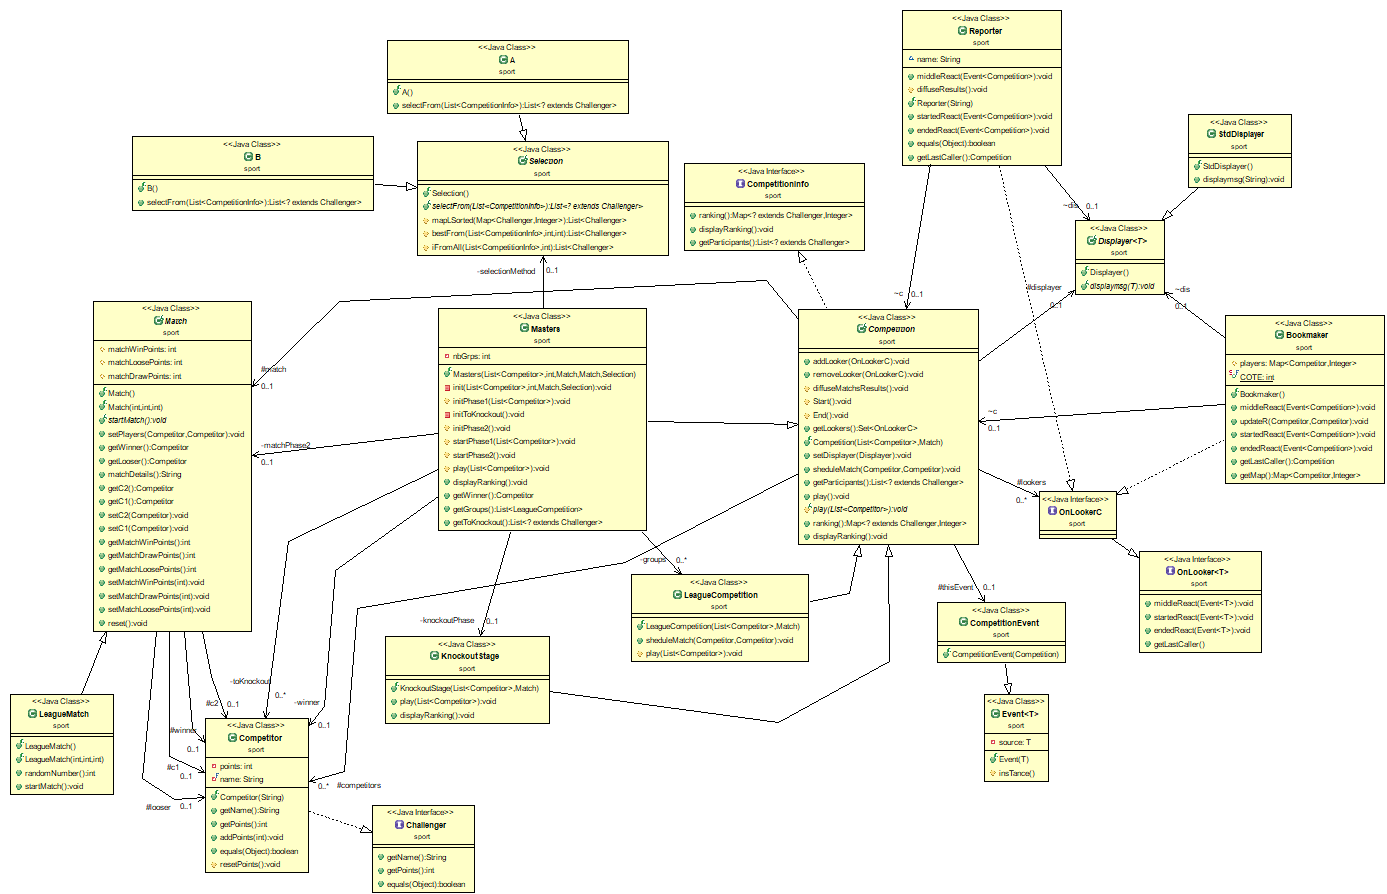 <<Java Class>>
Reporter
sport
name: String
middleReact(Event<Competition>):void
diffuseResults():void
Reporter(String)
startedReact(Event<Competition>):void
endedReact(Event<Competition>):void
equals(Object):boolean
getLastCaller():Competition
<<Java Class>>
A
sport
A()
selectFrom(List<CompetitionInfo>):List<? extends Challenger>
<<Java Class>>
StdDisplayer
sport
StdDisplayer()
displaymsg(String):void
<<Java Class>>
B
sport
B()
selectFrom(List<CompetitionInfo>):List<? extends Challenger>
<<Java Class>>
Selection
sport
Selection()
selectFrom(List<CompetitionInfo>):List<? extends Challenger>
mapLSorted(Map<Challenger,Integer>):List<Challenger>
bestFrom(List<CompetitionInfo>,int,int):List<Challenger>
iFromAll(List<CompetitionInfo>,int):List<Challenger>
<<Java Interface>>
CompetitionInfo
sport
ranking():Map<? extends Challenger,Integer>
displayRanking():void
getParticipants():List<? extends Challenger>
~dis 0..1
<<Java Class>>
Displayer<T>
sport
Displayer()
displaymsg(T):void
-selectionMethod 0..1
~c 0..1
#displayer
0..1
~dis
0..1
<<Java Class>>
Match
sport
matchWinPoints: int
matchLoosePoints: int
matchDrawPoints: int
Match()
Match(int,int,int)
startMatch():void
setPlayers(Competitor,Competitor):void
getWinner():Competitor
getLooser():Competitor
matchDetails():String
getC2():Competitor
getC1():Competitor
setC2(Competitor):void
setC1(Competitor):void
getMatchWinPoints():int
getMatchDrawPoints():int
getMatchLoosePoints():int
setMatchWinPoints(int):void
setMatchDrawPoints(int):void
setMatchLoosePoints(int):void
reset():void
#match
0..1
-matchPhase2
0..1
<<Java Class>>
Masters
sport
nbGrps: int
Masters(List<Competitor>,int,Match,Match,Selection)
init(List<Competitor>,int,Match,Selection):void
initPhase1(List<Competitor>):void
initToKnockout():void
initPhase2():void
startPhase1(List<Competitor>):void
startPhase2():void
play(List<Competitor>):void
displayRanking():void
getWinner():Competitor
getGroups():List<LeagueCompetition>
getToKnockout():List<? extends Challenger>
<<Java Class>>
Competition
sport
addLooker(OnLookerC):void
removeLooker(OnLookerC):void
diffuseMatchsResults():void
Start():void
End():void
getLookers():Set<OnLookerC>
Competition(List<Competitor>,Match)
setDisplayer(Displayer):void
sheduleMatch(Competitor,Competitor):void
getParticipants():List<? extends Challenger>
play():void
play(List<Competitor>):void
ranking():Map<? extends Challenger,Integer>
displayRanking():void
<<Java Class>>
Bookmaker
sport
players: Map<Competitor,Integer>
COTE: int
Bookmaker()
middleReact(Event<Competition>):void
updateR(Competitor,Competitor):void
startedReact(Event<Competition>):void
endedReact(Event<Competition>):void
getLastCaller():Competition
getMap():Map<Competitor,Integer>
~c
0..1
#lookers
0..*
<<Java Interface>>
OnLookerC
sport
<<Java Interface>>
OnLooker<T>
sport
middleReact(Event<T>):void
startedReact(Event<T>):void
endedReact(Event<T>):void
getLastCaller()
-groups 0..*
<<Java Class>>
LeagueCompetition
sport
LeagueCompetition(List<Competitor>,Match)
sheduleMatch(Competitor,Competitor):void
play(List<Competitor>):void
#thisEvent 0..1
<<Java Class>>
CompetitionEvent
sport
CompetitionEvent(Competition)
-knockoutPhase 0..1
<<Java Class>>
KnockoutStage
sport
KnockoutStage(List<Competitor>,Match)
play(List<Competitor>):void
displayRanking():void
<<Java Class>>
Event<T>
sport
source: T
Event(T)
insTance()
<<Java Class>>
LeagueMatch
sport
LeagueMatch()
LeagueMatch(int,int,int)
randomNumber():int
startMatch():void
-toKnockout
0..*
#c2 0..1
-winner
0..1
#winner
0..1
#c1
0..1
#looser 0..1
<<Java Class>>
Competitor
sport
points: int
name: String
Competitor(String)
getName():String
getPoints():int
addPoints(int):void
equals(Object):boolean
resetPoints():void
0..* #competitors
<<Java Interface>>
Challenger
sport
getName():String
getPoints():int
equals(Object):boolean